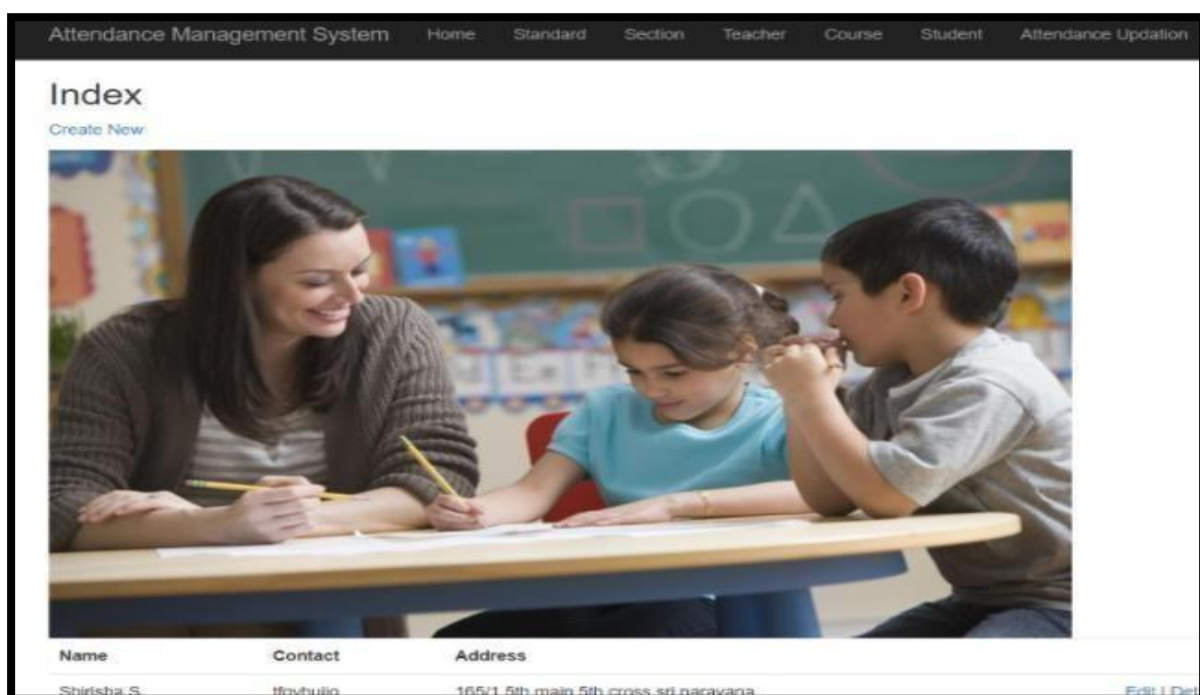 Attendance Management System Home Standard Section Teacher Course Student Attendance Updation
Index
Create New
Name Contact Address
Shirisha S. 165/1 5th main 5th cross sri narayana Edit |